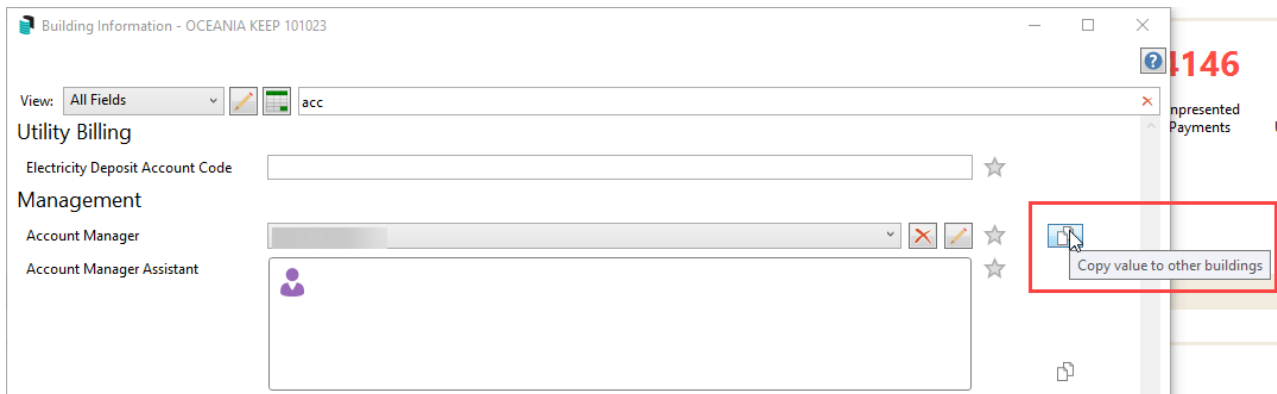 Building Information - OCEANIA KEEP 101023
4146
View: All Fields acc
npresented
Payments
Utility Billing
Electricity Deposit Account Code
Management
Account Manager
Copy value to other buildings
Account Manager Assistant